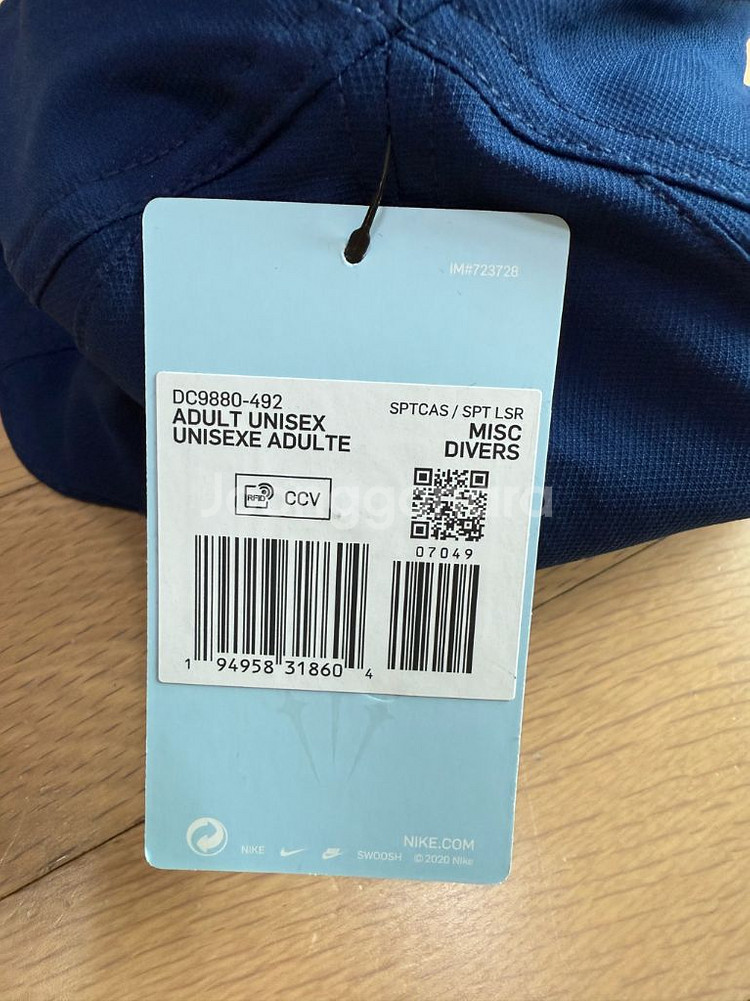 IM#723728
DC9880-492
ADULT UNISEX
UNISEXE ADULTE
SPTCAS / SPT LSR
MISC
DIVERS
RFID
CCV
07049
1 94958 31860 4
NIKE.COM
NIKE
SWOOSH
© 2020 Nike